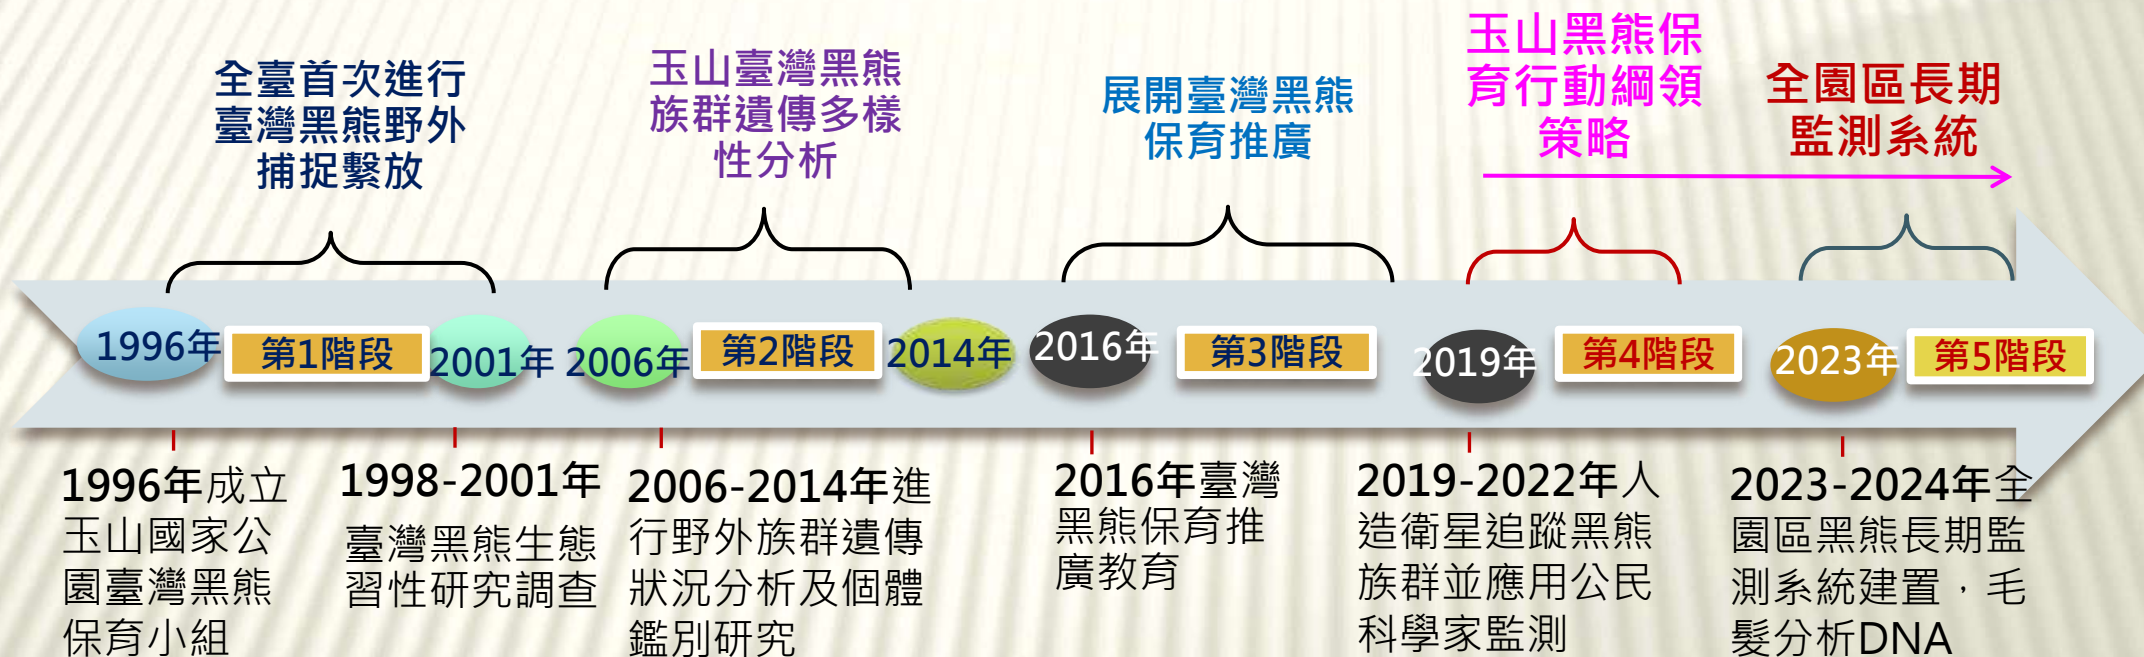 全臺首次進行
臺灣黑熊野外
捕捉繫放
玉山臺灣黑熊
族群遺傳多樣
性分析
展開臺灣黑熊
保育推廣
玉山黑熊保
育行動綱領
策略
全園區長期
監測系統
1996年
第1階段
2001年
2006年
第2階段
2014年
2016年
第3階段
2019年
第4階段
2023年
第5階段
1996年成立
玉山國家公
園臺灣黑熊
保育小組
1998-2001年
臺灣黑熊生態
習性研究調查
2006-2014年進
行野外族群遺傳
狀況分析及個體
鑑別研究
2016年臺灣
黑熊保育推
廣教育
2019-2022年人
造衛星追蹤黑熊
族群並應用公民
科學家監測
2023-2024年全
園區黑熊長期監
測系統建置，毛
髮分析DNA